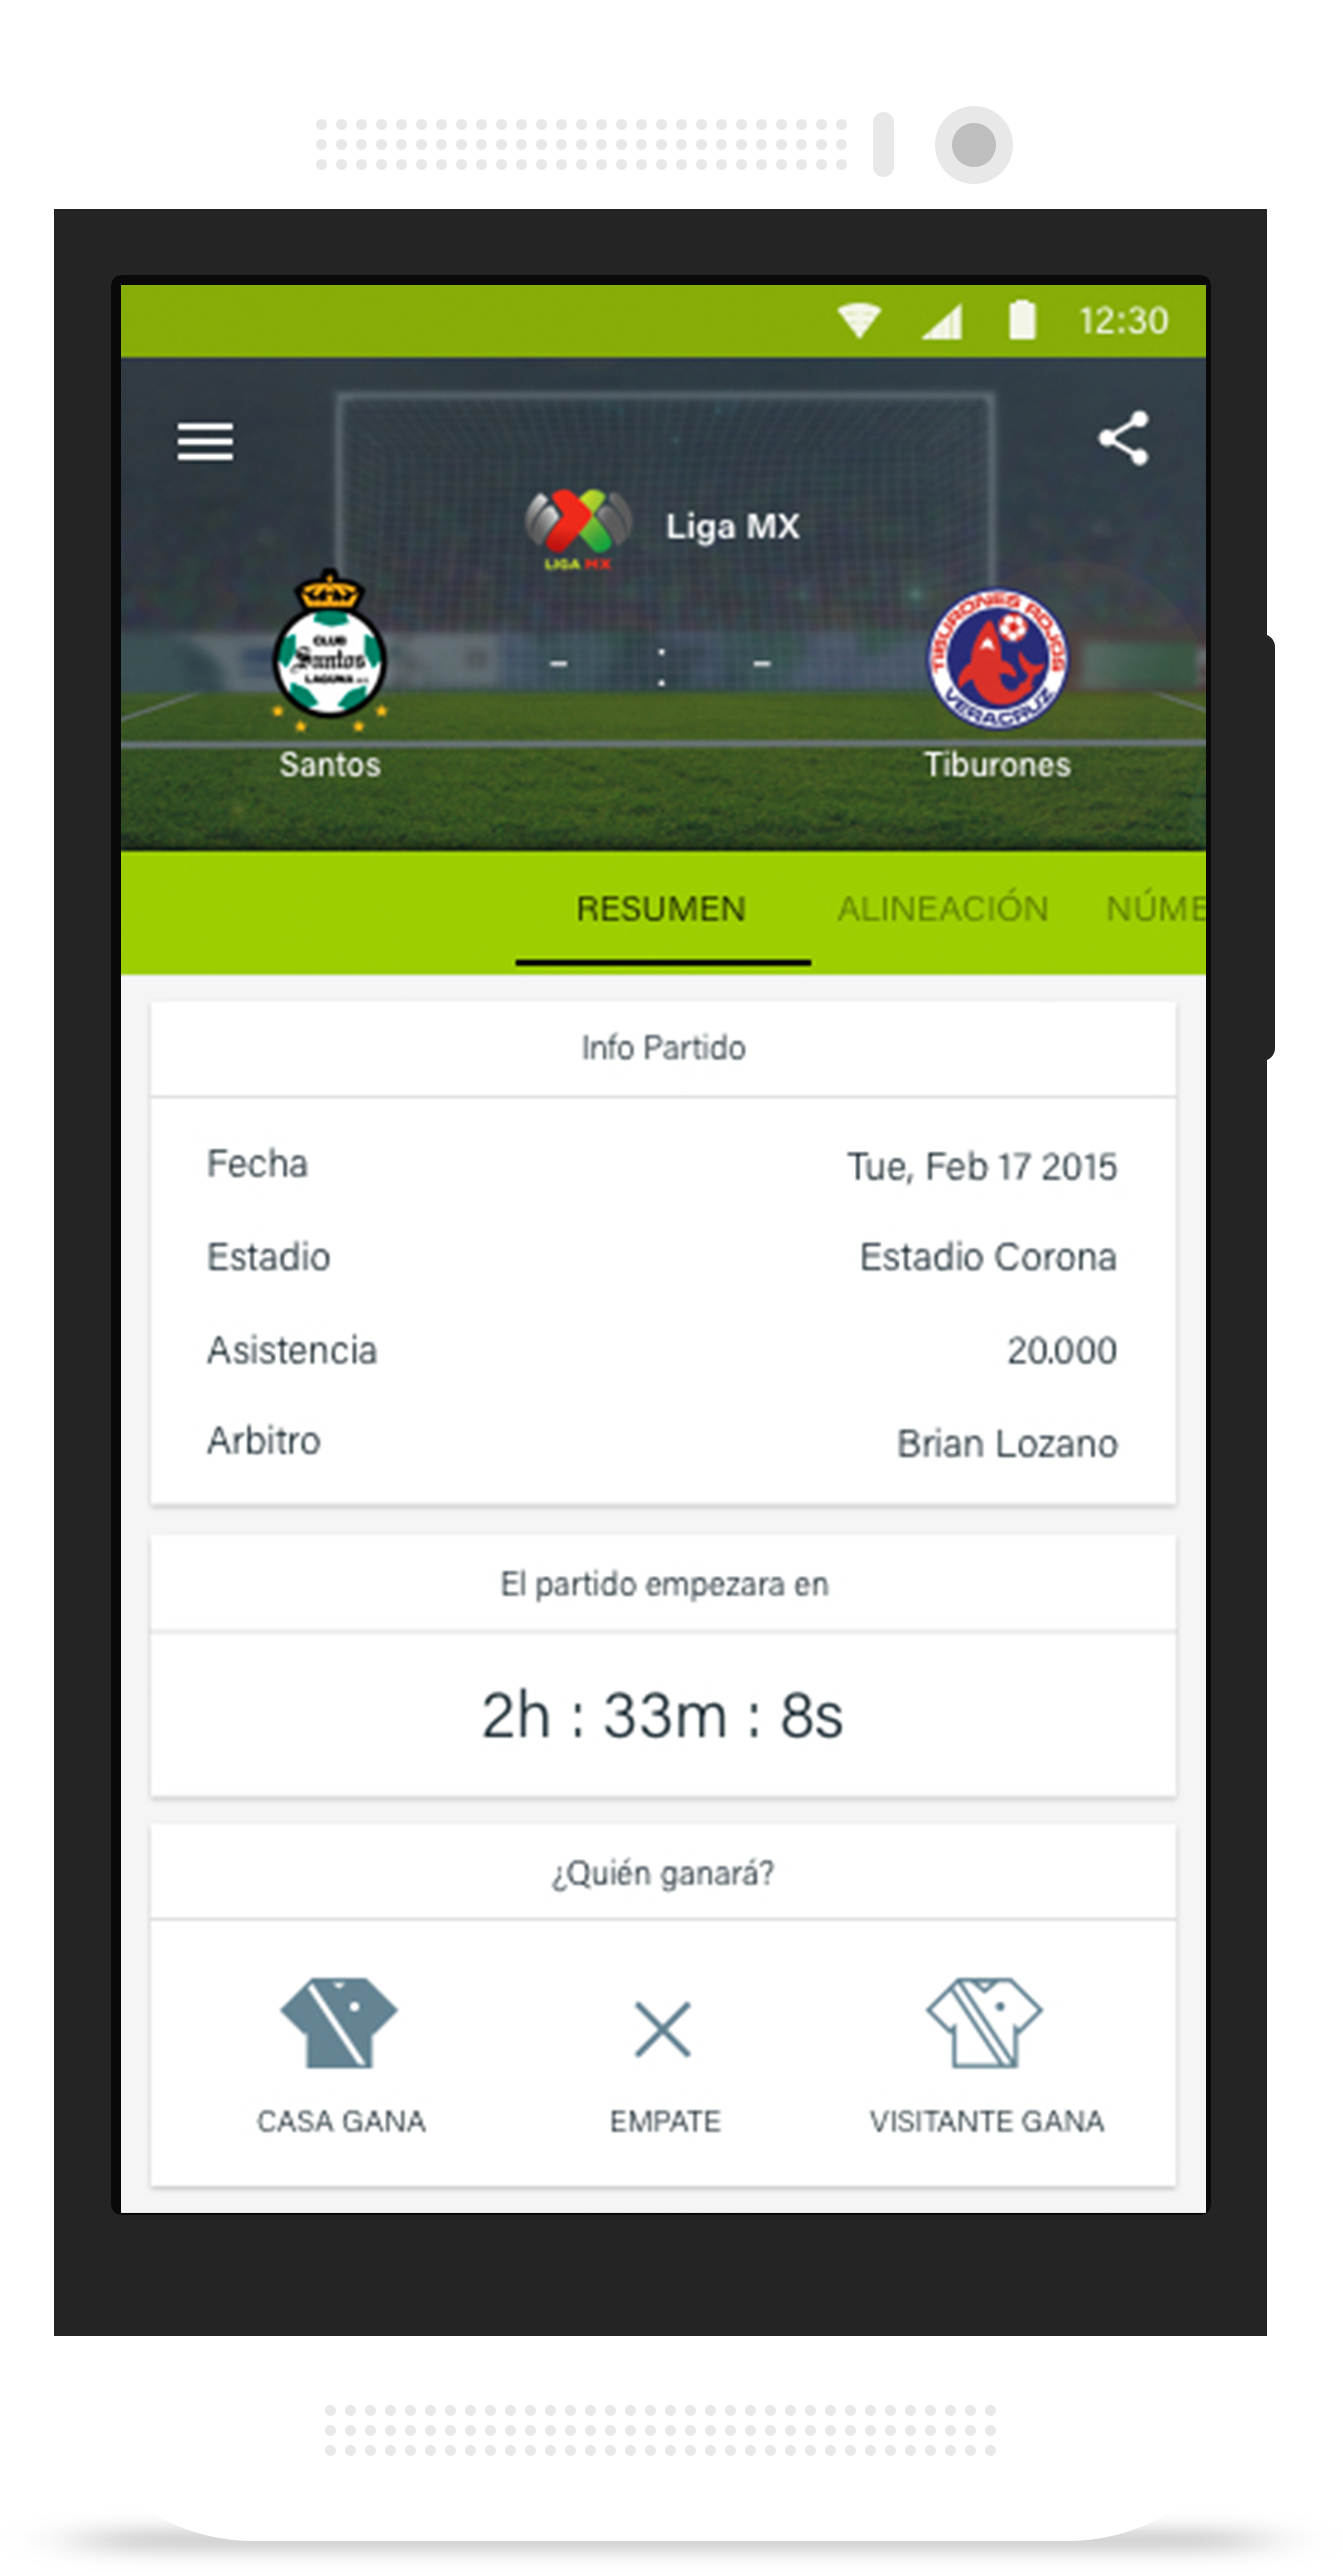 12:30
Liga MX
LIGA MX
CLUB
Santos
LAGUNA
TIBURONES ROJOS
VERACRUZ
- : -
Santos
Tiburones
RESUMEN ALINEACIÓN NÚME
Info Partido
Fecha Tue, Feb 17 2015
Estadio Estadio Corona
Asistencia 20.000
Arbitro Brian Lozano
El partido empezara en
2h : 33m : 8s
¿Quién ganará?
CASA GANA EMPATE VISITANTE GANA